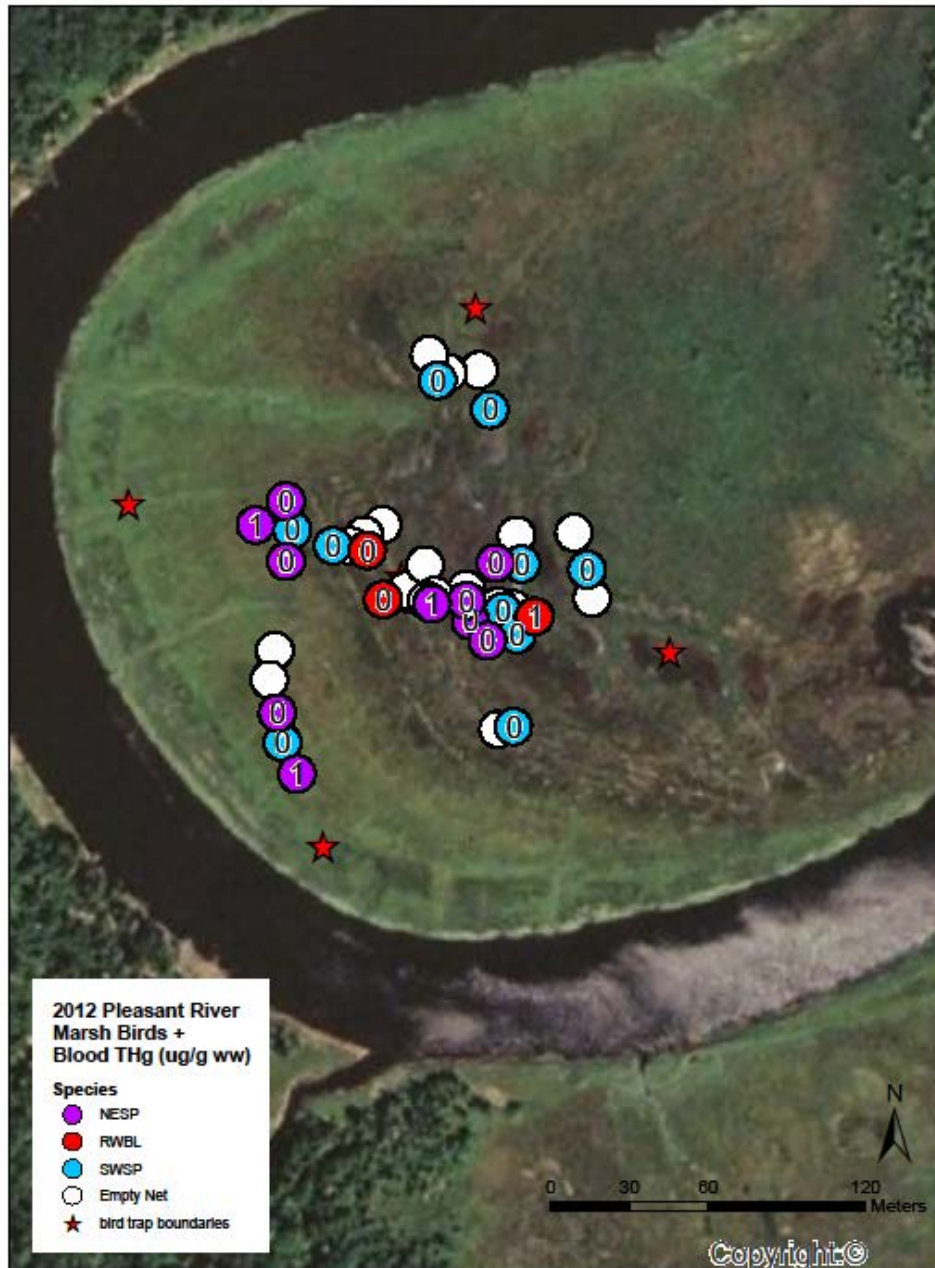 0
0
0
1
0
0
0
0
0
0
0
0
1
0
0
1
0
0
0
0
0
0
1
2012 Pleasant River
Marsh Birds +
Blood THg (ug/g ww)
Species
NESP
RWBL
SWSP
Empty Net
bird trap boundaries
N
0 30 60 120
Meters
Copyright:©